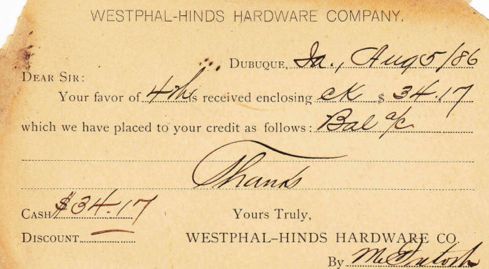 WESTPHAL-HINDS HARDWARE COMPANY.
DUBUQUE, Ia., Aug 5/86
DEAR SIR:
Your favor of 4th is received enclosing ck $ 34.17
which we have placed to your credit as follows: Bal a/c
Thanks
CASH $34.17 Yours Truly,
DISCOUNT WESTPHAL-HINDS HARDWARE CO.
By McIntosh